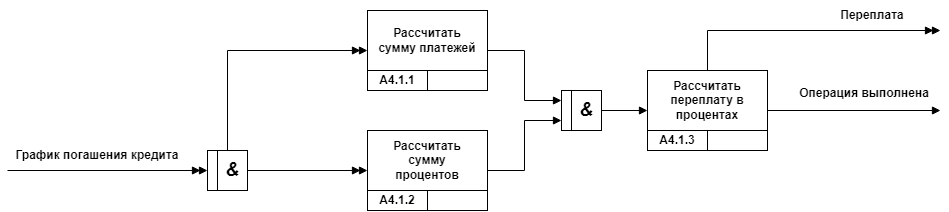 Переплата
Рассчитать
сумму платежей
A4.1.1
Рассчитать
переплату в
процентах
A4.1.3
Операция выполнена
&
График погашения кредита
&
Рассчитать
сумму
процентов
A4.1.2